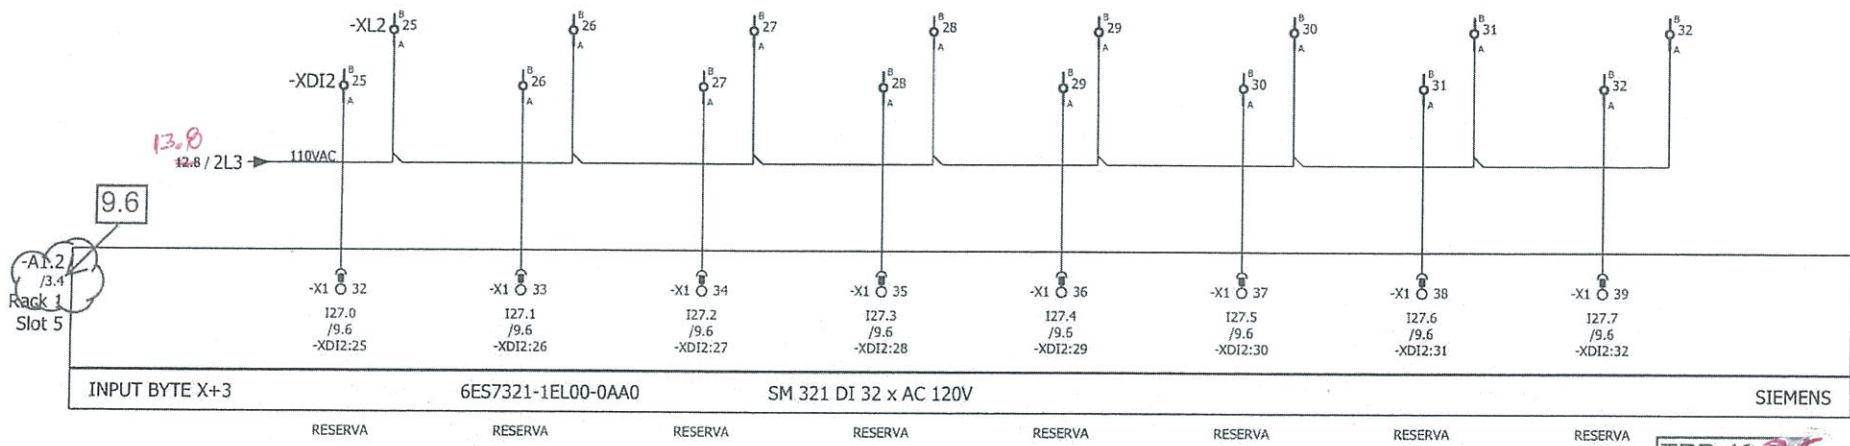 -XL2 B 25 A B 26 A B 27 A B 28 A B 29 A B 30 A B 31 A B 32 A
-XDI2 B 25 A B 26 A B 27 A B 28 A B 29 A B 30 A B 31 A B 32 A
13.8
12.8 / 2L3 110VAC
9.6
-A1.2
/3.4
Rack 1
Slot 5
-X1 32 -X1 33 -X1 34 -X1 35 -X1 36 -X1 37 -X1 38 -X1 39
I27.0 I27.1 I27.2 I27.3 I27.4 I27.5 I27.6 I27.7
/9.6 /9.6 /9.6 /9.6 /9.6 /9.6 /9.6 /9.6
-XDI2:25 -XDI2:26 -XDI2:27 -XDI2:28 -XDI2:29 -XDI2:30 -XDI2:31 -XDI2:32
INPUT BYTE X+3 6ES7321-1EL00-0AA0 SM 321 DI 32 x AC 120V SIEMENS
RESERVA RESERVA RESERVA RESERVA RESERVA RESERVA RESERVA RESERVA